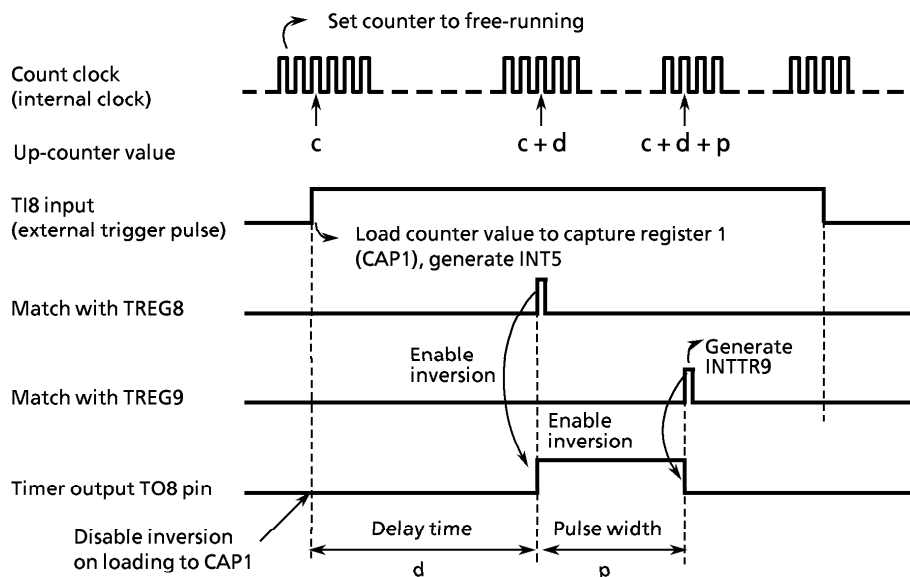 Set counter to free-running
Count clock
(internal clock)
Up-counter value
c
c + d
c + d + p
TI8 input
(external trigger pulse)
Load counter value to capture register 1
(CAP1), generate INT5
Match with TREG8
Enable
inversion
Generate
INTTR9
Match with TREG9
Enable
inversion
Timer output TO8 pin
Disable inversion
on loading to CAP1
Delay time
Pulse width
d
p